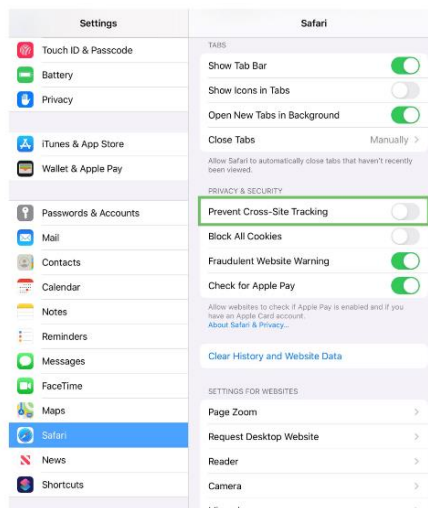 Settings
Touch ID & Passcode
Battery
Privacy
iTunes & App Store
Wallet & Apple Pay
Passwords & Accounts
Mail
Contacts
Calendar
Notes
Reminders
Messages
FaceTime
Maps
Safari
News
Shortcuts
Safari
TABS
Show Tab Bar
Show Icons in Tabs
Open New Tabs in Background
Close Tabs Manually
Allow Safari to automatically close tabs that haven't recently
been viewed.
PRIVACY & SECURITY
Prevent Cross-Site Tracking
Block All Cookies
Fraudulent Website Warning
Check for Apple Pay
Allow websites to check if Apple Pay is enabled and if you
have an Apple Card account.
About Safari & Privacy...
Clear History and Website Data
SETTINGS FOR WEBSITES
Page Zoom
Request Desktop Website
Reader
Camera